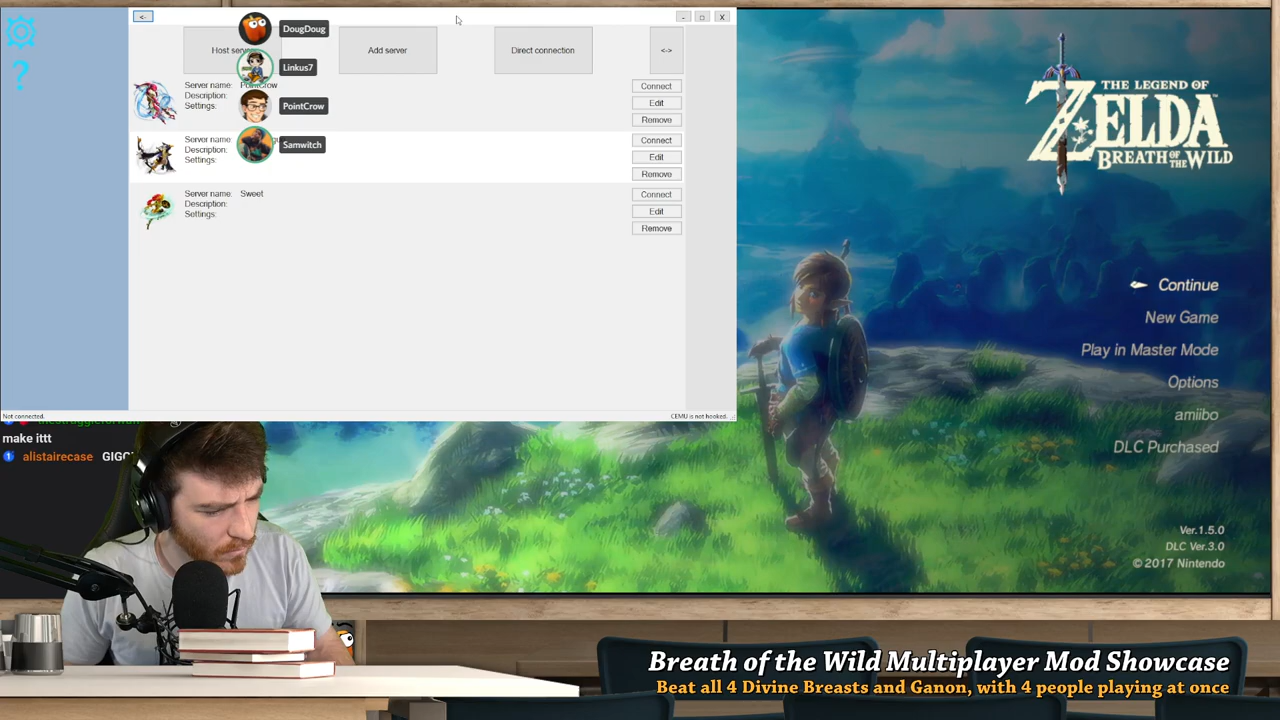 <-
- □ X
DougDoug
Host
Add server
Direct connection
<->
Linkus7
Server name:
Description:
Settings:
Connect
Edit
Remove
PointCrow
Server name:
Description:
Settings:
Connect
Edit
Remove
Samwitch
Server name: Sweet
Description:
Settings:
Connect
Edit
Remove
Not connected.
CEMU is not hooked.
make ittt
1 alistairecase
THE LEGEND OF
ZELDA
BREATH OF THE WILD
Continue
New Game
Play in Master Mode
Options
amiibo
DLC Purchased
Ver.1.5.0
DLC Ver.3.0
© 2017 Nintendo
Breath of the Wild Multiplayer Mod Showcase
Beat all 4 Divine Breasts and Ganon, with 4 people playing at once